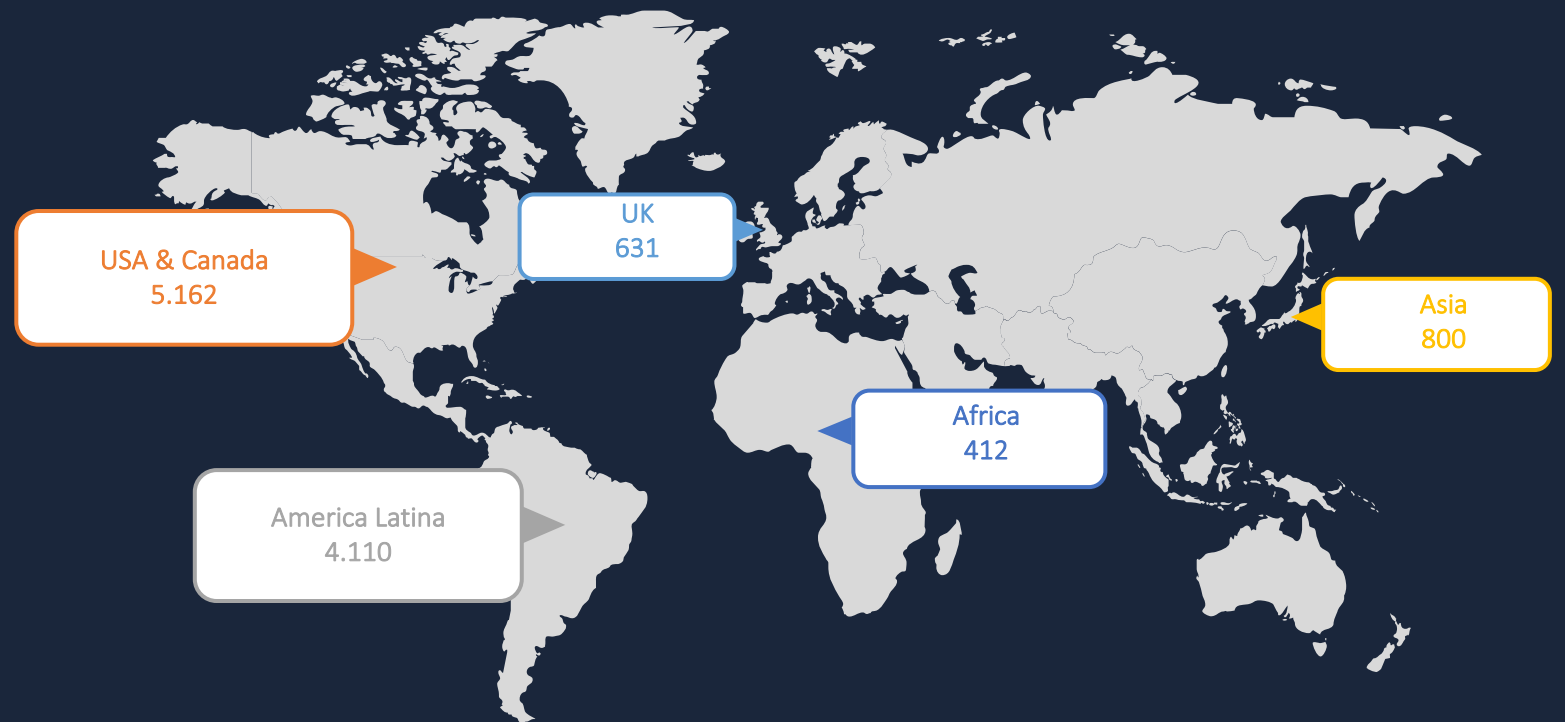 UK
631
USA & Canada
5.162
Asia
800
Africa
412
America Latina
4.110